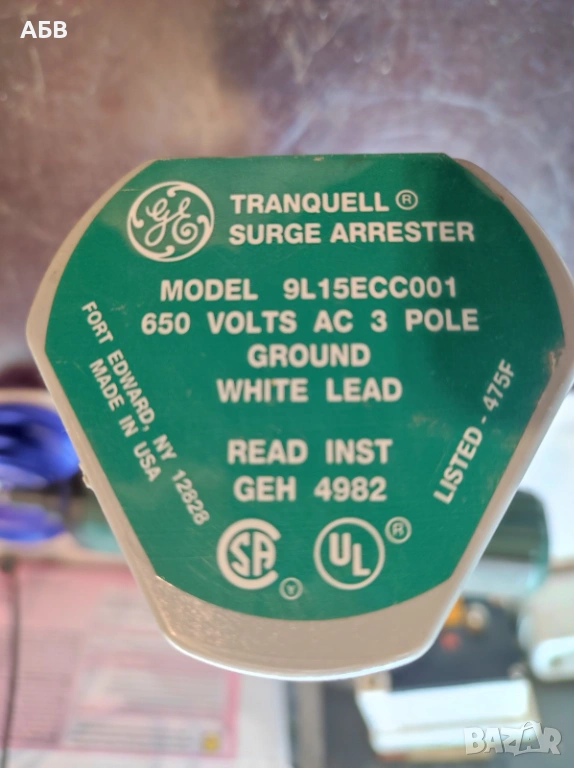 АБВ
GE
TRANQUELL ®
SURGE ARRESTER
MODEL 9L15ECC001
650 VOLTS AC 3 POLE
GROUND
WHITE LEAD
FORT EDWARD, NY 12828
MADE IN USA
LISTED - 475F
READ INST
GEH 4982
SA
UL ®
BAZAR